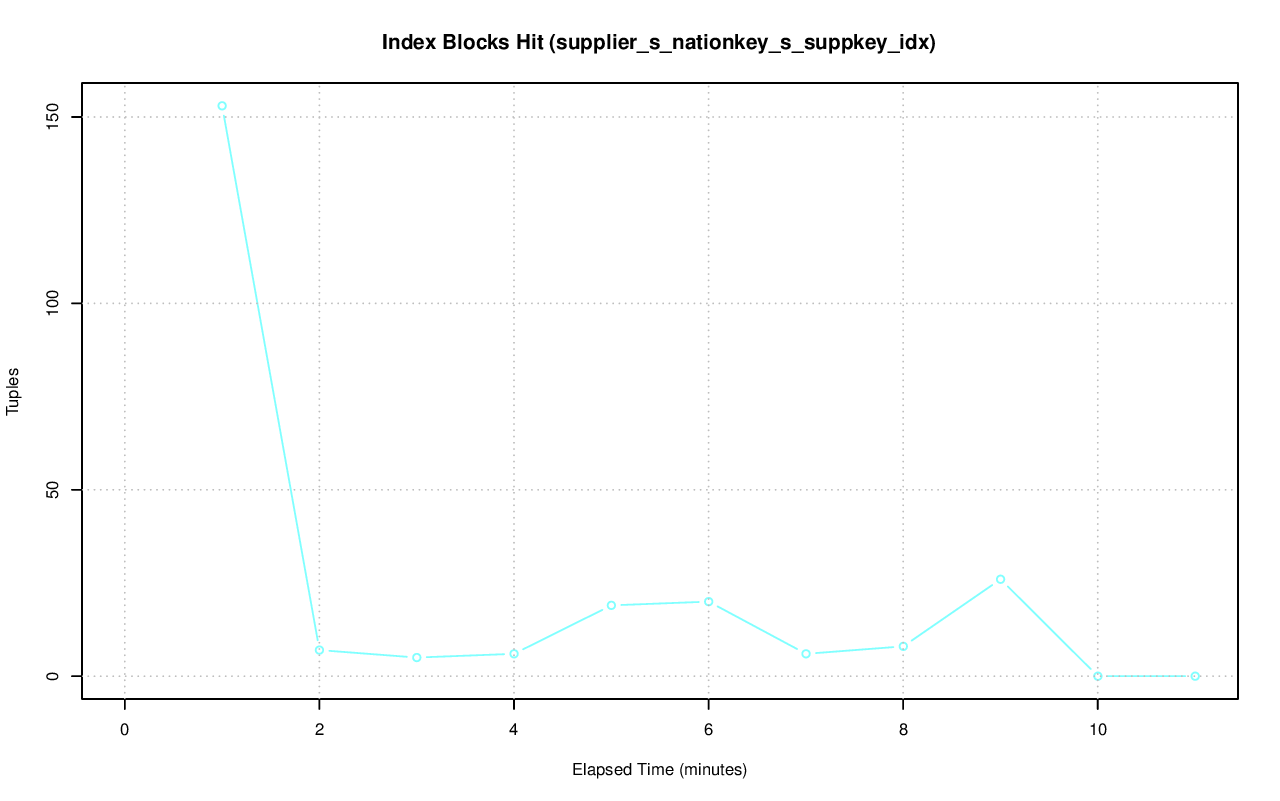 Index Blocks Hit (supplier_s_nationkey_s_suppkey_idx)
150
100
50
0
Tuples
0 2 4 6 8 10
Elapsed Time (minutes)